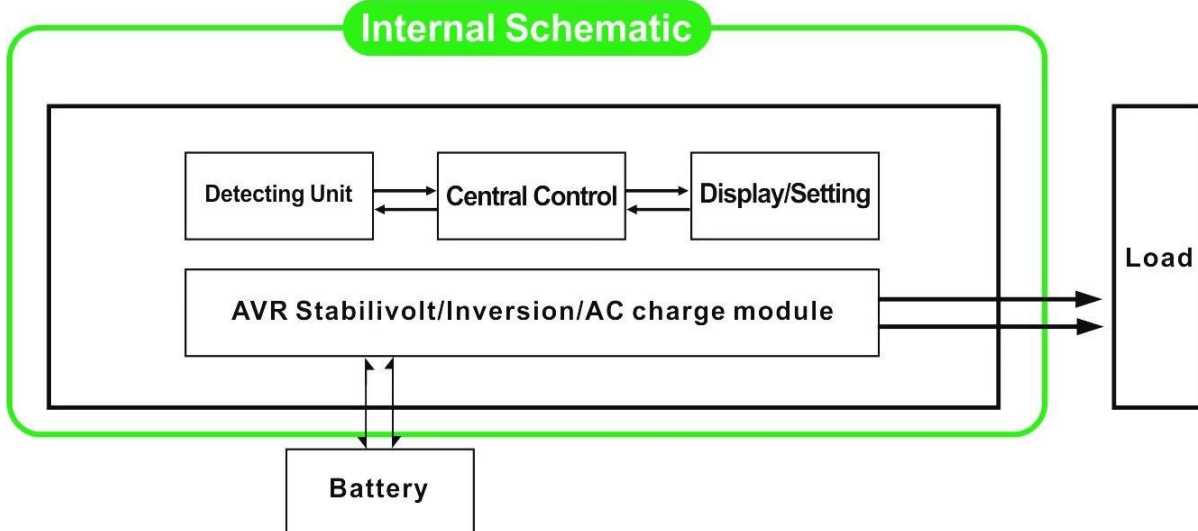 Internal Schematic
Detecting Unit
Central Control
Display/Setting
Load
AVR Stabilivolt/Inversion/AC charge module
Battery